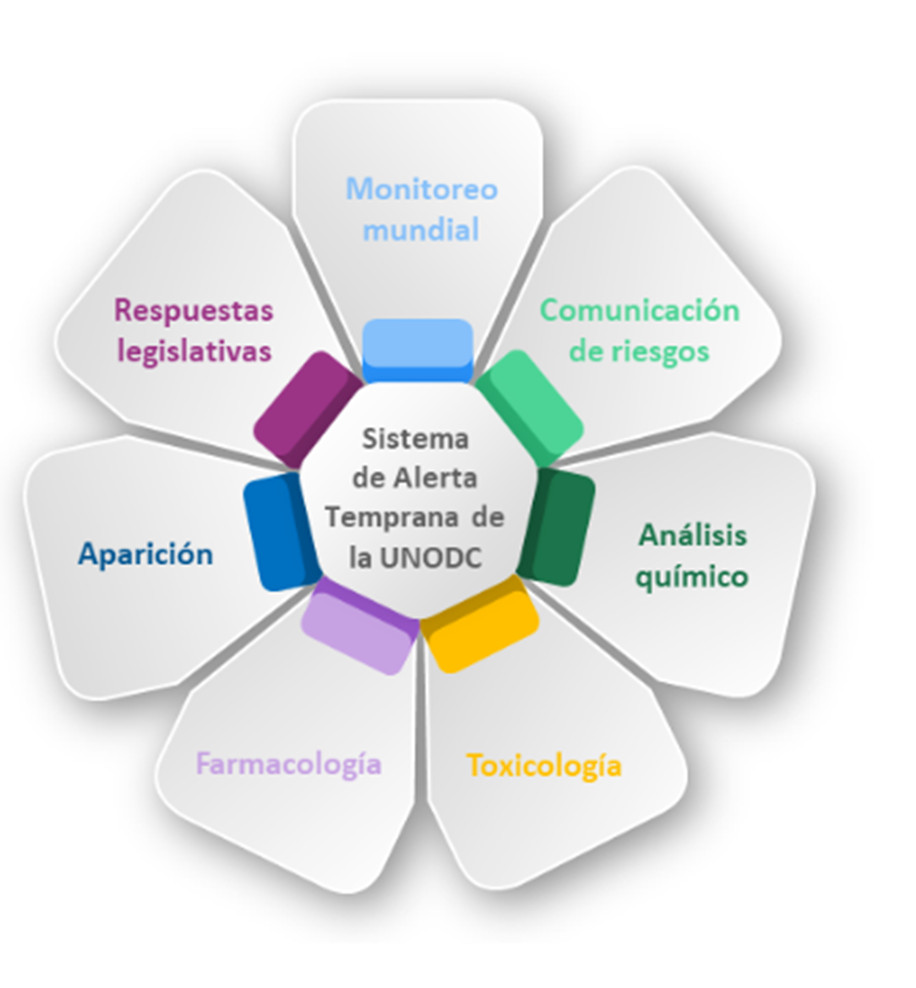 Monitoreo
mundial
Comunicación
de riesgos
Análisis
químico
Toxicología
Farmacología
Aparición
Respuestas
legislativas
Sistema
de Alerta
Temprana de
la UNODC